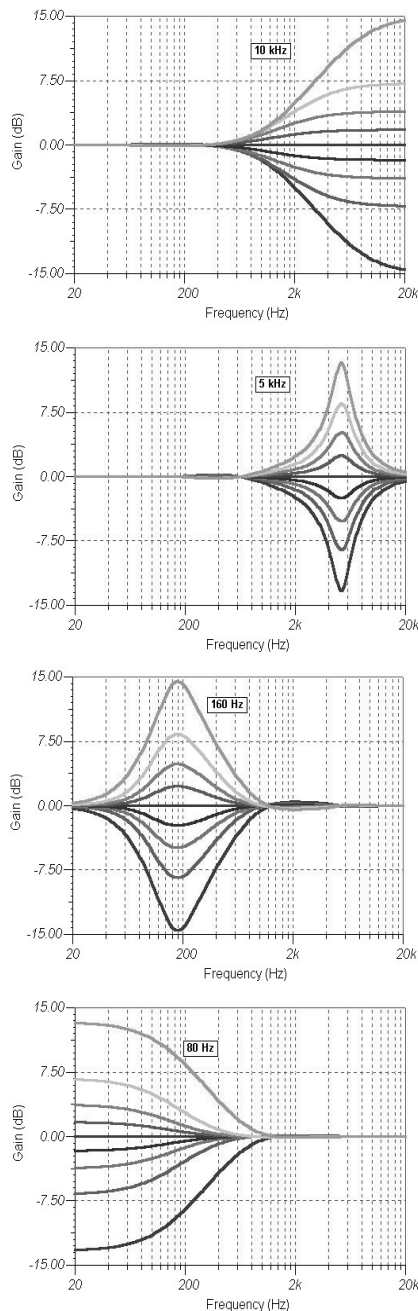 15.00
10 kHz
7.50
Gain (dB)
0.00
-7.50
-15.00
20 200 2k 20k
Frequency (Hz)
15.00
5 kHz
7.50
Gain (dB)
0.00
-7.50
-15.00
20 200 2k 20k
Frequency (Hz)
15.00
160 Hz
7.50
Gain (dB)
0.00
-7.50
-15.00
20 200 2k 20k
Frequency (Hz)
15.00
80 Hz
7.50
Gain (dB)
0.00
-7.50
-15.00
20 200 2k 20k
Frequency (Hz)